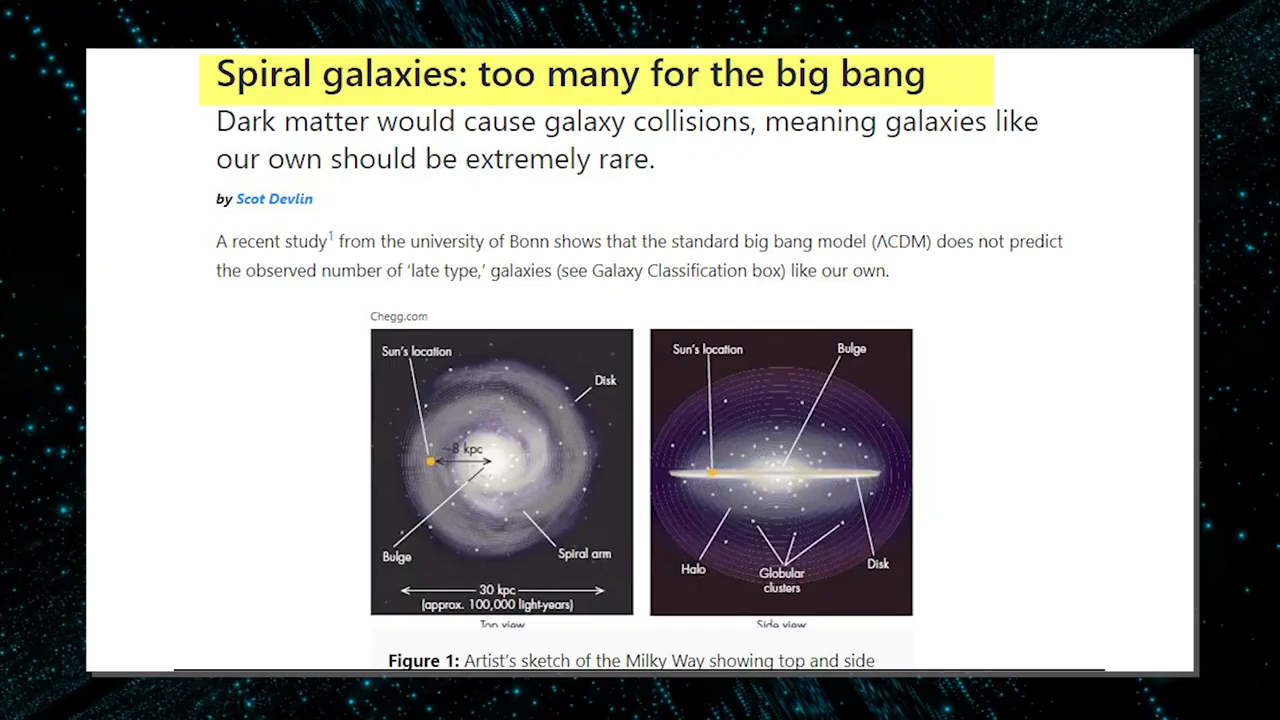 Spiral galaxies: too many for the big bang
Dark matter would cause galaxy collisions, meaning galaxies like
our own should be extremely rare.
by Scot Devlin
A recent study1 from the university of Bonn shows that the standard big bang model (ΛCDM) does not predict
the observed number of ‘late type,’ galaxies (see Galaxy Classification box) like our own.
Chegg.com
Sun's location
Disk
~8 kpc
Bulge
Spiral arm
30 kpc
(approx. 100,000 light-years)
Top view
Sun's location
Bulge
Halo
Globular
clusters
Disk
Side view
Figure 1: Artist’s sketch of the Milky Way showing top and side